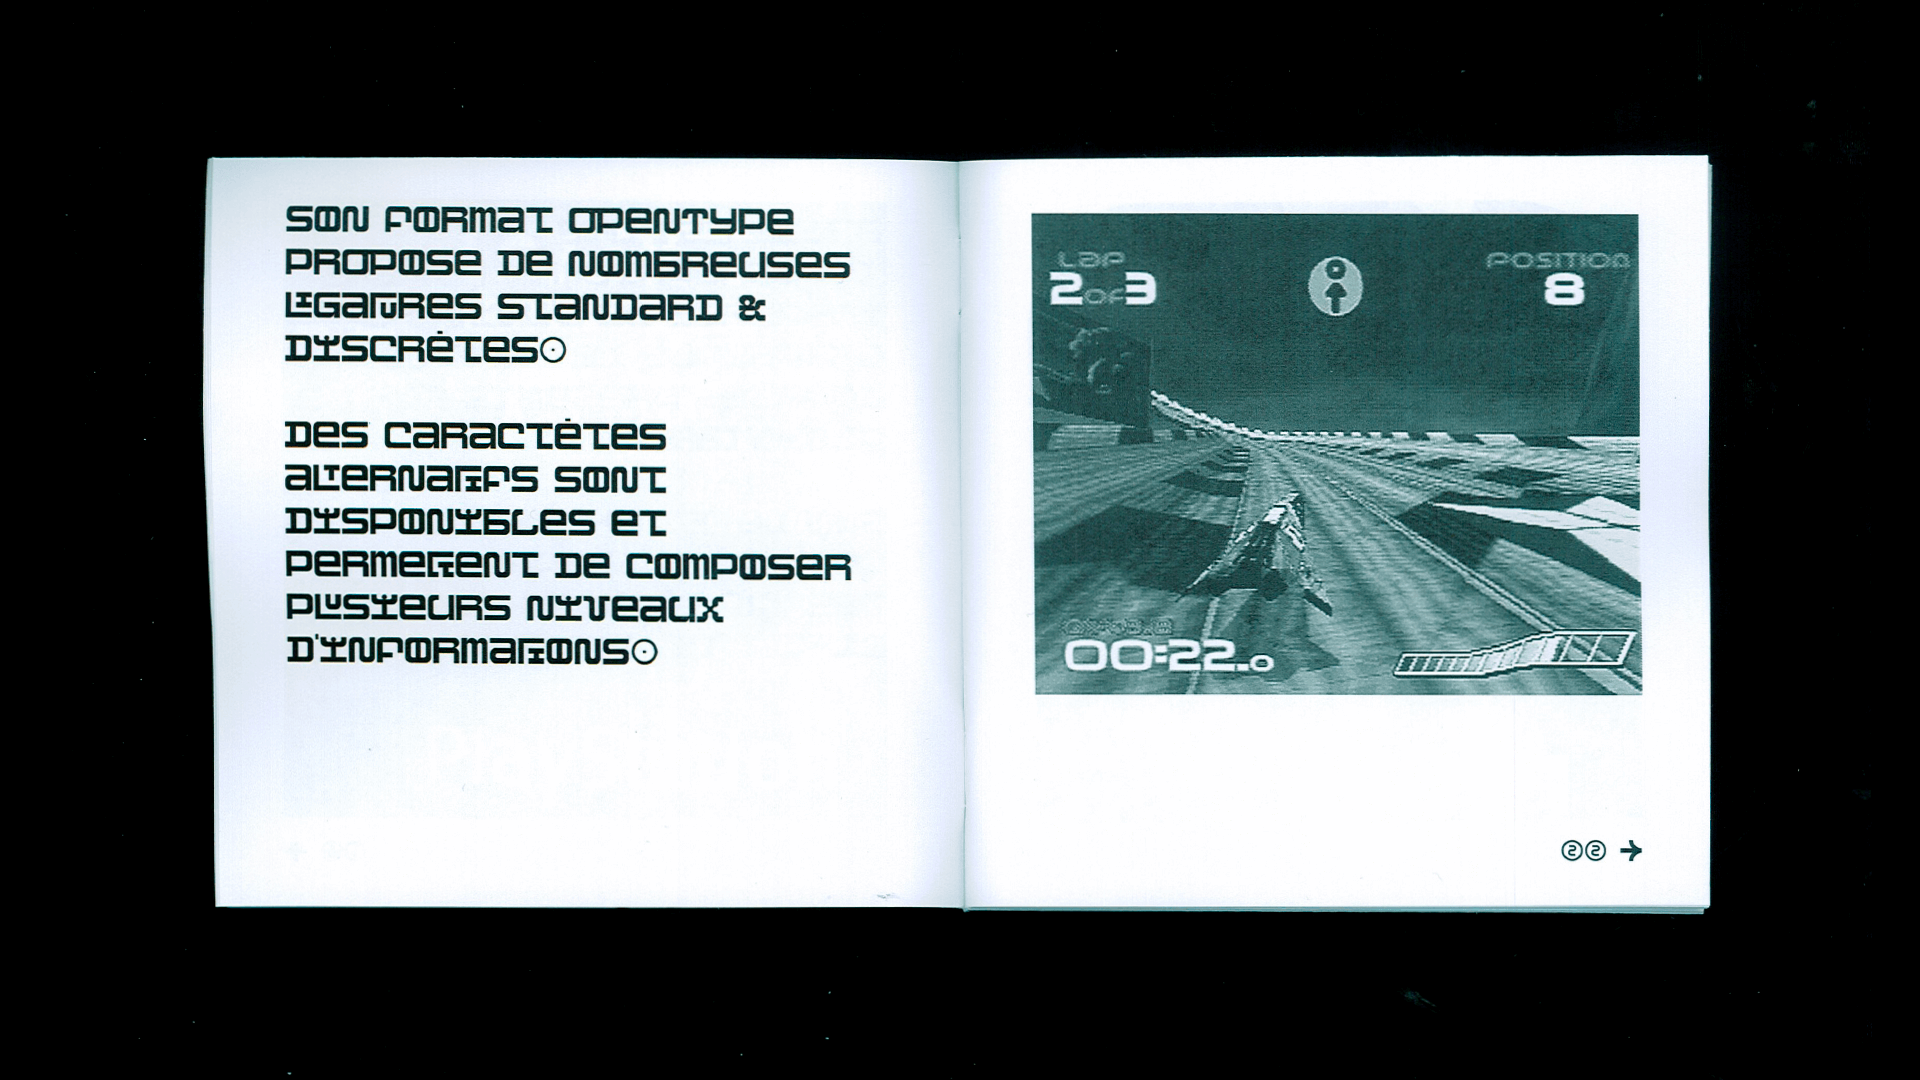 SON FORMAT OPENTYPE
PROPOSE DE NOMBREUSES
LIGATURES STANDARD &
DISCRÈTES⊙
DES CARACTÈTES
ALTERNATIFS SONT
DISPONIBLES ET
PERMETTENT DE COMPOSER
PLUSIEURS NIVEAUX
D'INFORMATIONS⊙
LAP
2 OF 3
POSITION
8
00:22.0
②② →